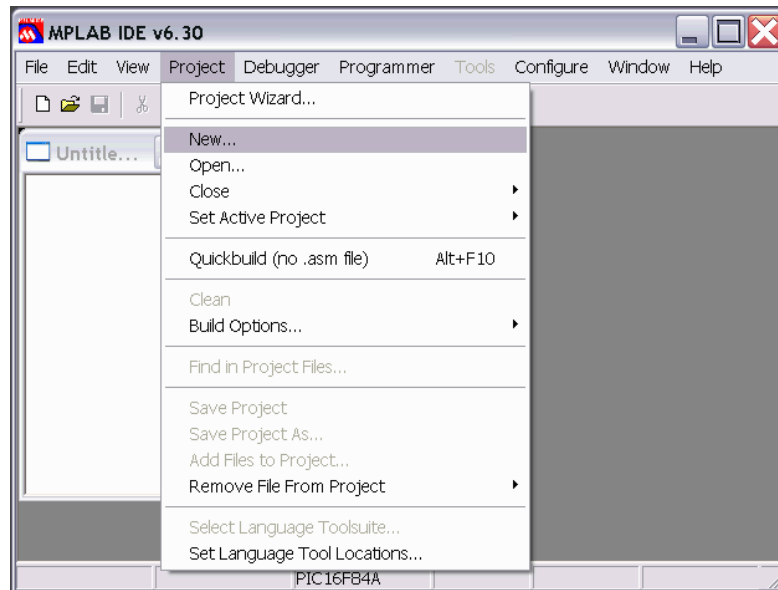 MPLAB IDE v6.30
File Edit View Project Debugger Programmer Tools Configure Window Help
Project Wizard...
Untitle...
New...
Open...
Close
Set Active Project
Quickbuild (no .asm file) Alt+F10
Clean
Build Options...
Find in Project Files...
Save Project
Save Project As...
Add Files to Project...
Remove File From Project
Select Language Toolsuite...
Set Language Tool Locations...
PIC16F84A